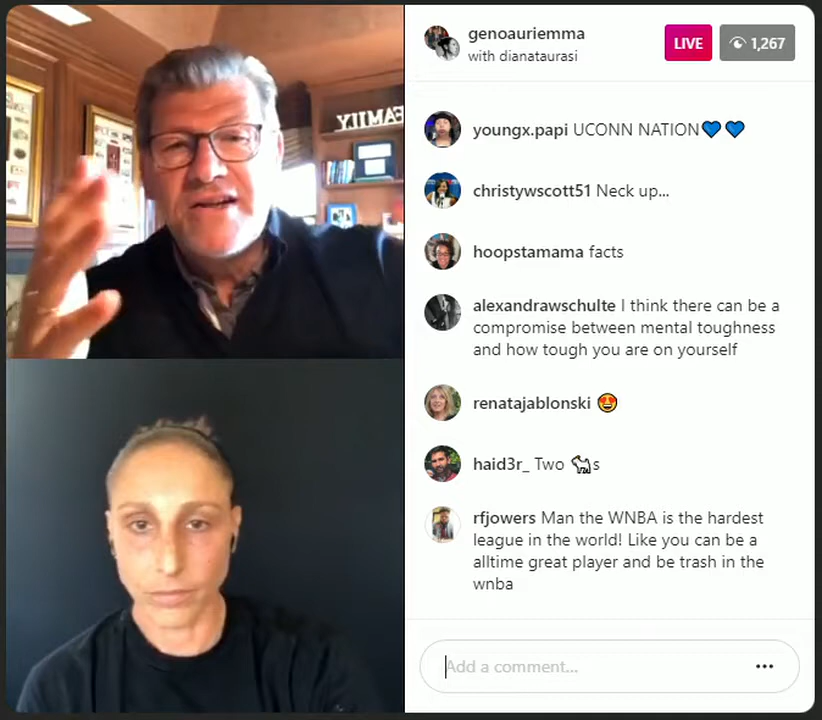 FAMILY
genoauriemma
with dianataurasi
LIVE
1,267
youngx.papi UCONN NATION💙💙
christywscott51 Neck up...
hoopstamama facts
alexandrawschulte I think there can be a
compromise between mental toughness
and how tough you are on yourself
renatajablonski 😍
haid3r_ Two 🐐s
rfjowers Man the WNBA is the hardest
league in the world! Like you can be a
alltime great player and be trash in the
wnba
Add a comment...